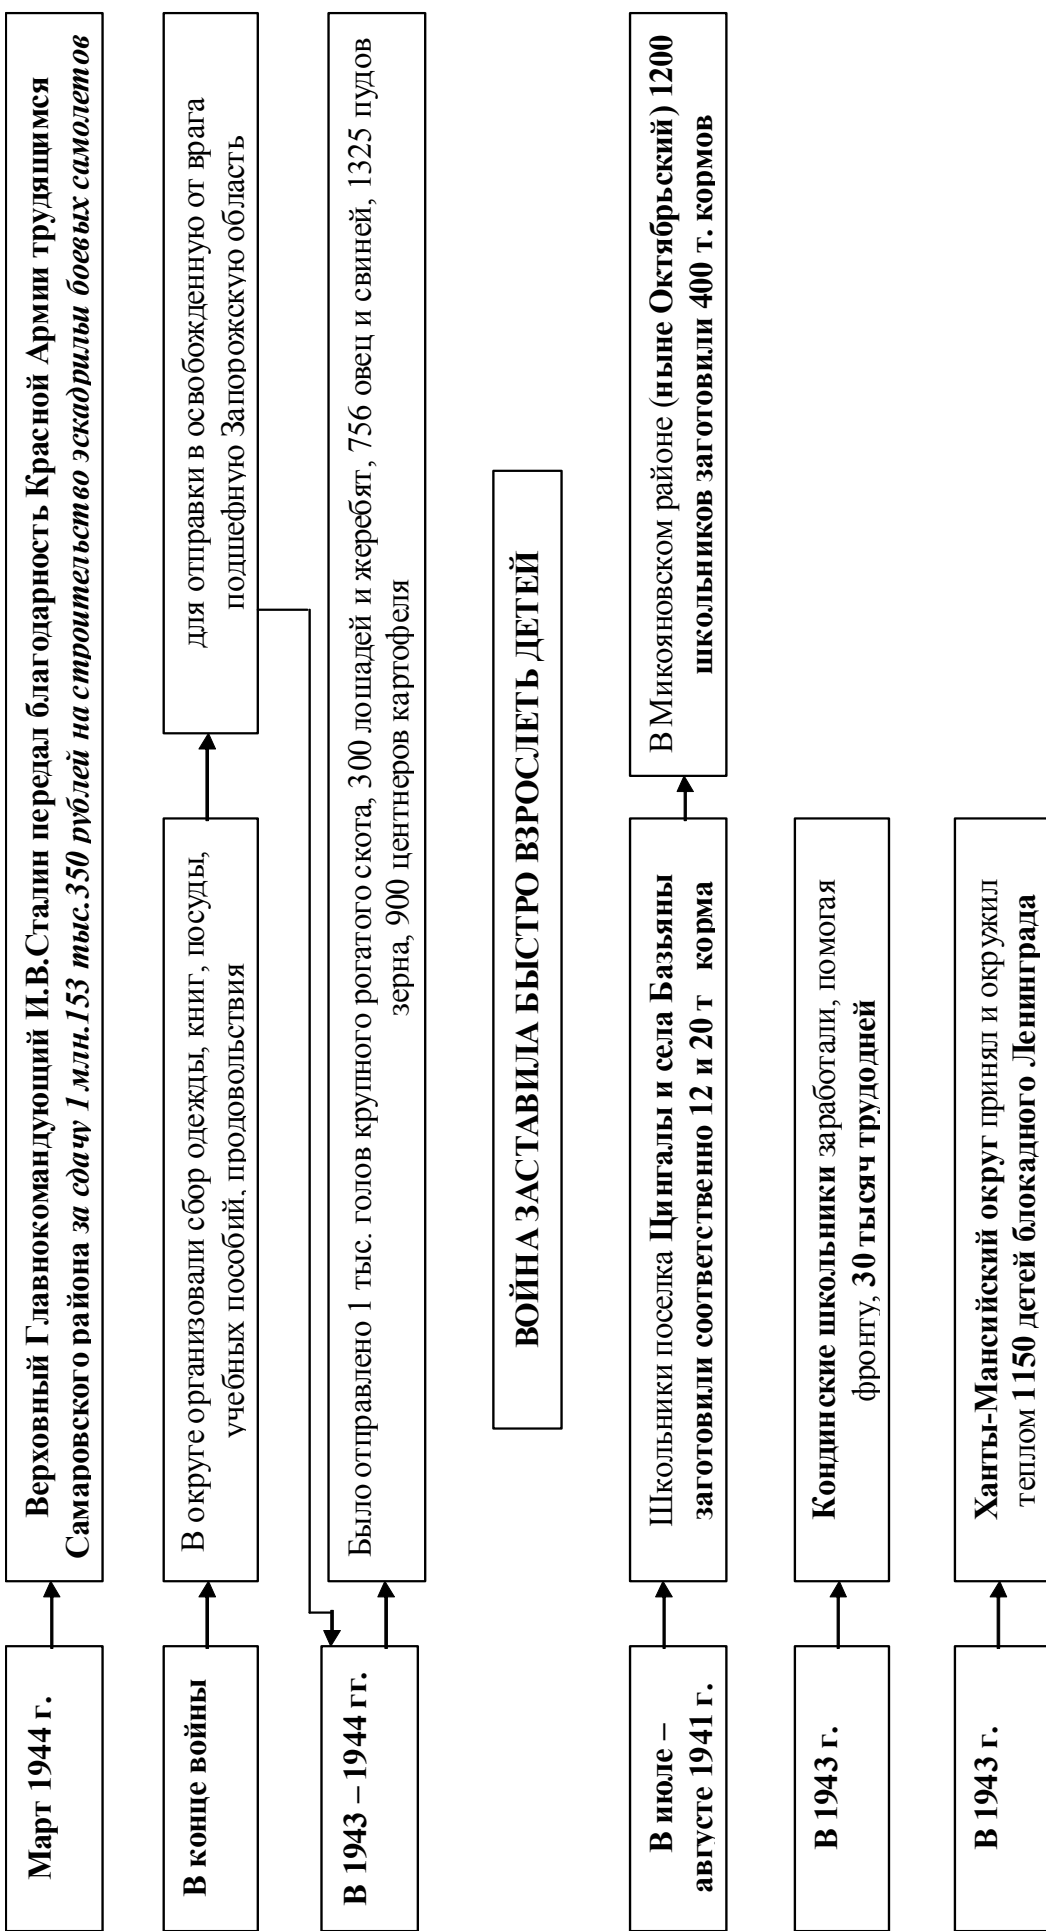 Март 1944 г.
Верховный Главнокомандующий И.В.Сталин передал благодарность Красной Армии трудящимся
Самаровского района за сдачу 1 млн.153 тыс.350 рублей на строительство эскадрильи боевых самолетов
В конце войны
В округе организовали сбор одежды, книг, посуды,
учебных пособий, продовольствия
для отправки в освобожденную от врага
подшефную Запорожскую область
В 1943 – 1944 гг.
Было отправлено 1 тыс. голов крупного рогатого скота, 300 лошадей и жеребят, 756 овец и свиней, 1325 пудов
зерна, 900 центнеров картофеля
ВОЙНА ЗАСТАВИЛА БЫСТРО ВЗРОСЛЕТЬ ДЕТЕЙ
В июле –
августе 1941 г.
Школьники поселка Цингалы и села Базьяны
заготовили соответственно 12 и 20 т корма
В Микояновском районе (ныне Октябрьский) 1200
школьников заготовили 400 т. кормов
В 1943 г.
Кондинские школьники заработали, помогая
фронту, 30 тысяч трудодней
В 1943 г.
Ханты-Мансийский округ принял и окружил
теплом 1150 детей блокадного Ленинграда